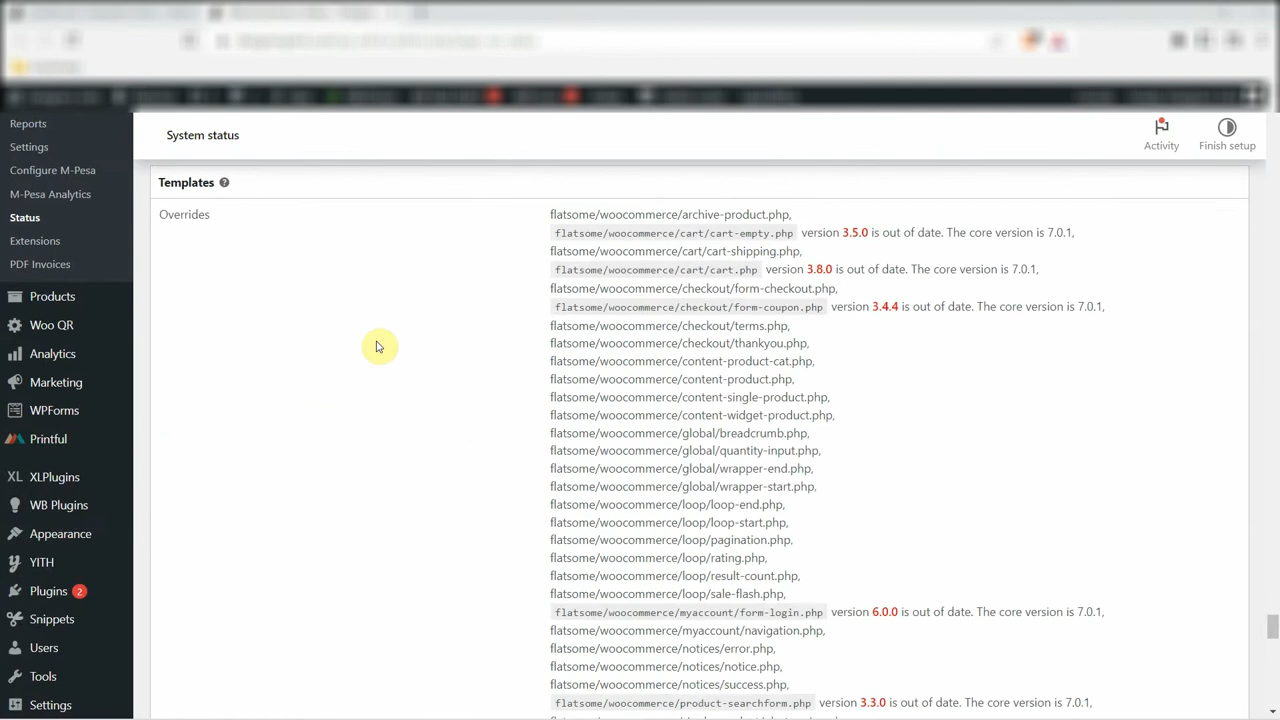 Reports
Settings
Configure M-Pesa
M-Pesa Analytics
Status
Extensions
PDF Invoices
Products
Woo QR
Analytics
Marketing
WPForms
Printful
XL XLPlugins
WB Plugins
Appearance
YITH
Plugins 2
Snippets
Users
Tools
Settings
System status
Activity
Finish setup
Templates ?
Overrides
flatsome/woocommerce/archive-product.php,
flatsome/woocommerce/cart/cart-empty.php version 3.5.0 is out of date. The core version is 7.0.1,
flatsome/woocommerce/cart/cart-shipping.php,
flatsome/woocommerce/cart/cart.php version 3.8.0 is out of date. The core version is 7.0.1,
flatsome/woocommerce/checkout/form-checkout.php,
flatsome/woocommerce/checkout/form-coupon.php version 3.4.4 is out of date. The core version is 7.0.1,
flatsome/woocommerce/checkout/terms.php,
flatsome/woocommerce/checkout/thankyou.php,
flatsome/woocommerce/content-product-cat.php,
flatsome/woocommerce/content-product.php,
flatsome/woocommerce/content-single-product.php,
flatsome/woocommerce/content-widget-product.php,
flatsome/woocommerce/global/breadcrumb.php,
flatsome/woocommerce/global/quantity-input.php,
flatsome/woocommerce/global/wrapper-end.php,
flatsome/woocommerce/global/wrapper-start.php,
flatsome/woocommerce/loop/loop-end.php,
flatsome/woocommerce/loop/loop-start.php,
flatsome/woocommerce/loop/pagination.php,
flatsome/woocommerce/loop/rating.php,
flatsome/woocommerce/loop/result-count.php,
flatsome/woocommerce/loop/sale-flash.php,
flatsome/woocommerce/myaccount/form-login.php version 6.0.0 is out of date. The core version is 7.0.1,
flatsome/woocommerce/myaccount/navigation.php,
flatsome/woocommerce/notices/error.php,
flatsome/woocommerce/notices/notice.php,
flatsome/woocommerce/notices/success.php,
flatsome/woocommerce/product-searchform.php version 3.3.0 is out of date. The core version is 7.0.1,